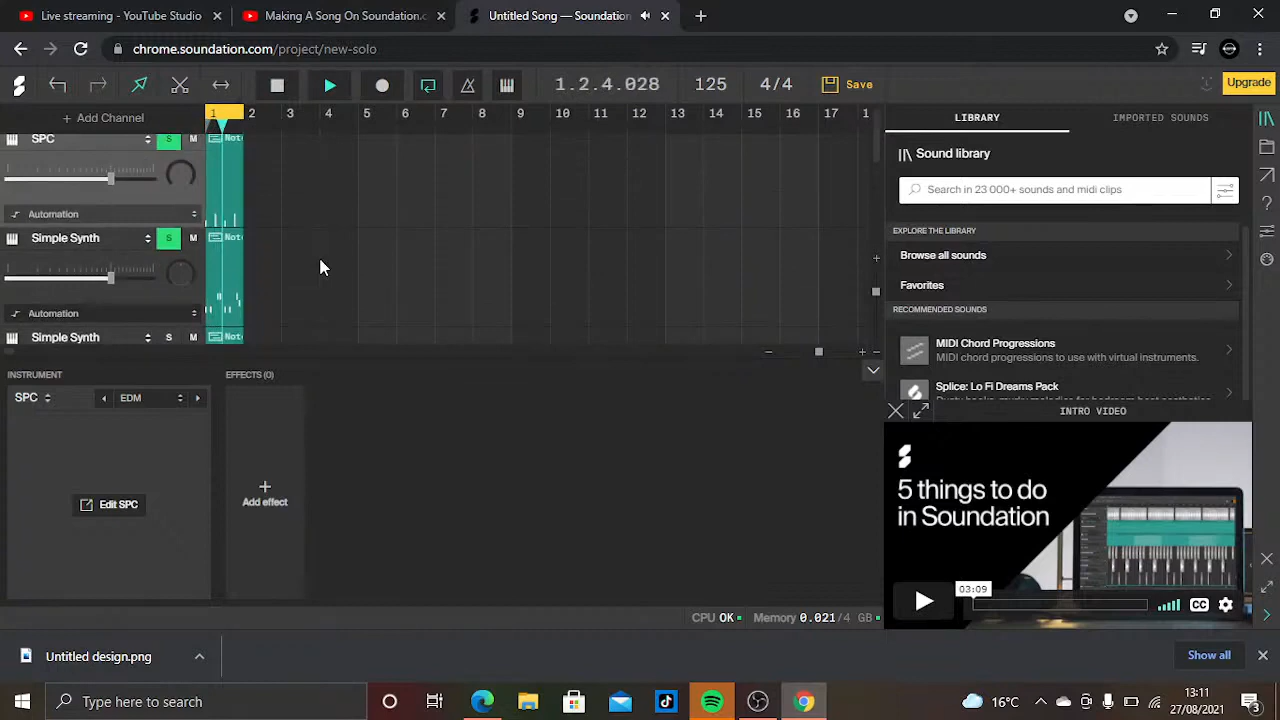 Live streaming - YouTube Studio
Making A Song On Soundation.c
Untitled Song — Soundation
chrome.soundation.com/project/new-solo
1.2.4.028
125
4/4
Save
Upgrade
+ Add Channel
1 2 3 4 5 6 7 8 9 10 11 12 13 14 15 16 17 1
LIBRARY
IMPORTED SOUNDS
SPC
S
M
Not
Sound library
Search in 23 000+ sounds and midi clips
Automation
Simple Synth
S
M
Not
EXPLORE THE LIBRARY
Browse all sounds
Favorites
RECOMMENDED SOUNDS
Automation
Simple Synth
S
M
Not
MIDI Chord Progressions
MIDI chord progressions to use with virtual instruments.
Splice: Lo Fi Dreams Pack
INSTRUMENT
EFFECTS (0)
SPC
EDM
INTRO VIDEO
Edit SPC
Add effect
5 things to do
in Soundation
03:09
CC
CPU OK
Memory 0.021/4 GB
Untitled design.png
Show all
Type here to search
16°C
13:11
27/08/2021
3